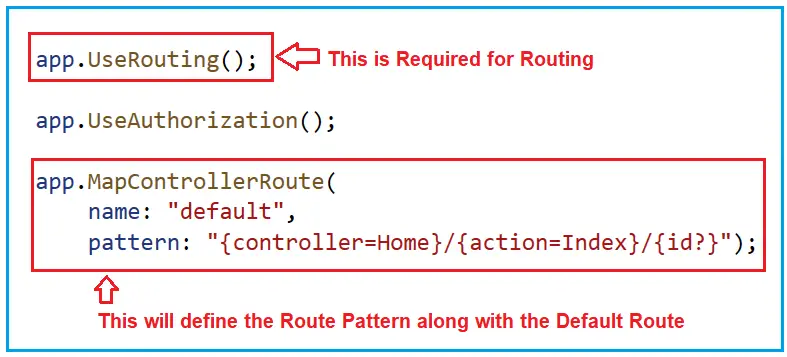 app.UseRouting();
This is Required for Routing
app.UseAuthorization();
app.MapControllerRoute(
name: "default",
pattern: "{controller=Home}/{action=Index}/{id?}");
This will define the Route Pattern along with the Default Route